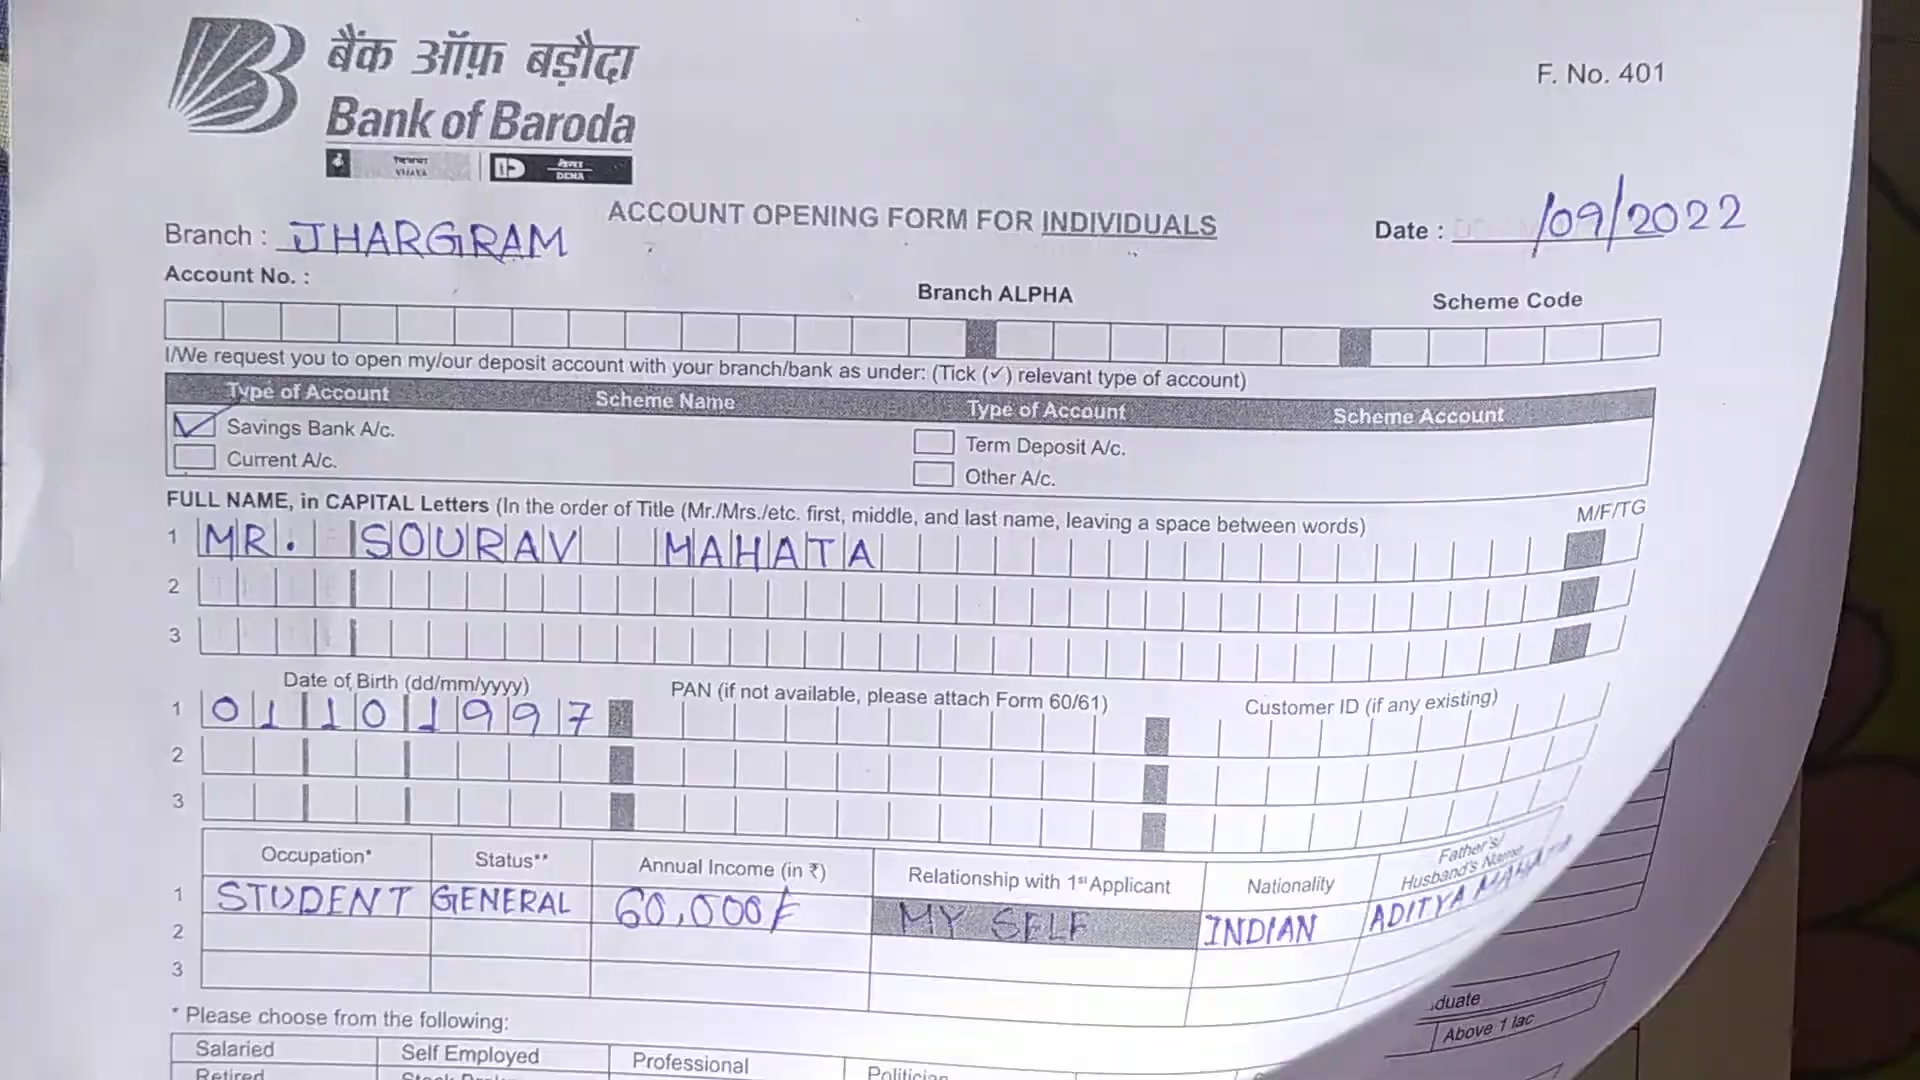 बैंक ऑफ़ बड़ौदा
Bank of Baroda
विजया VIJAYA देना DENA
F. No. 401
ACCOUNT OPENING FORM FOR INDIVIDUALS
Branch : JHARGRAM
Date : /09/2022
Account No. :
Branch ALPHA
Scheme Code
I/We request you to open my/our deposit account with your branch/bank as under: (Tick (✓) relevant type of account)
Type of Account Scheme Name Type of Account Scheme Account
✓ Savings Bank A/c. Term Deposit A/c.
Current A/c. Other A/c.
FULL NAME, in CAPITAL Letters (In the order of Title (Mr./Mrs./etc. first, middle, and last name, leaving a space between words) M/F/TG
1 MR. SOURAV MAHATA
2
3
Date of Birth (dd/mm/yyyy) PAN (if not available, please attach Form 60/61) Customer ID (if any existing)
1 01101997
2
3
Occupation* Status** Annual Income (in ₹) Relationship with 1st Applicant Nationality Father's/ Husband's Name
1 STUDENT GENERAL 60,000/- MY SELF INDIAN ADITYA MAHATA
2
3
* Please choose from the following:
duate
Above 1 lac
Salaried Self Employed Professional Politician
Retired